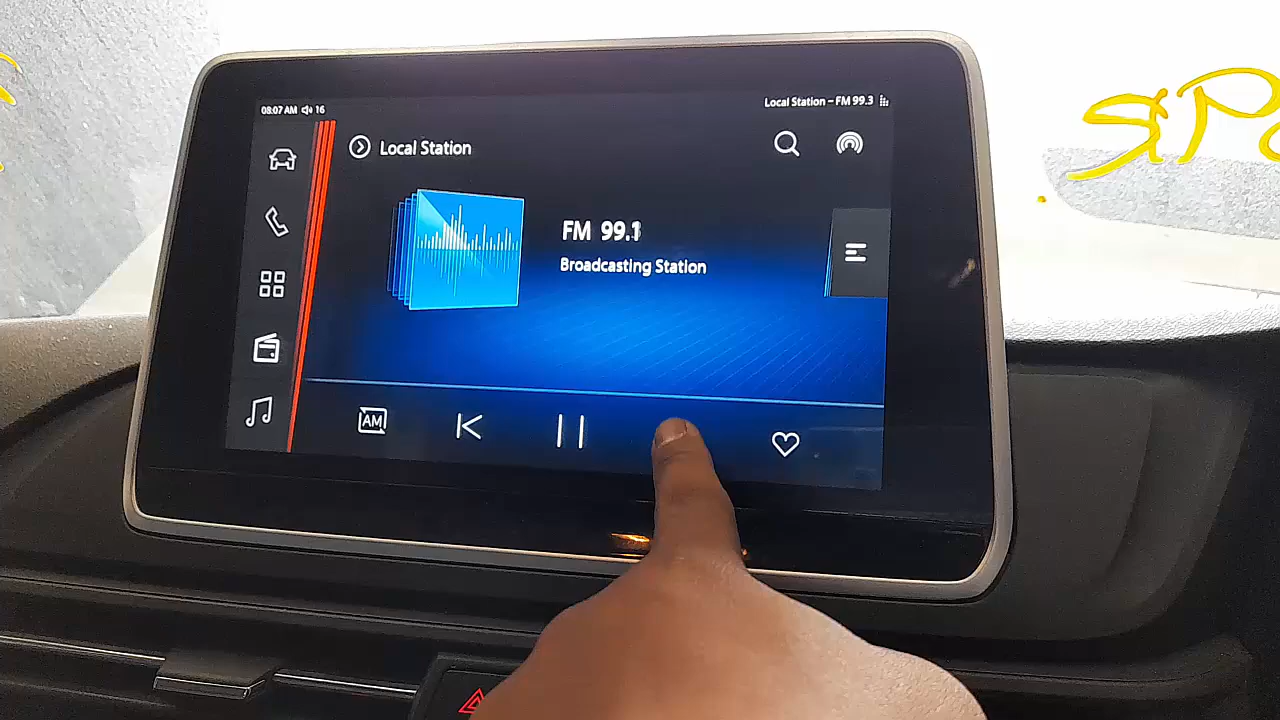 08:07 AM 16
Local Station – FM 99.3
Local Station
FM 99.1
Broadcasting Station
AM